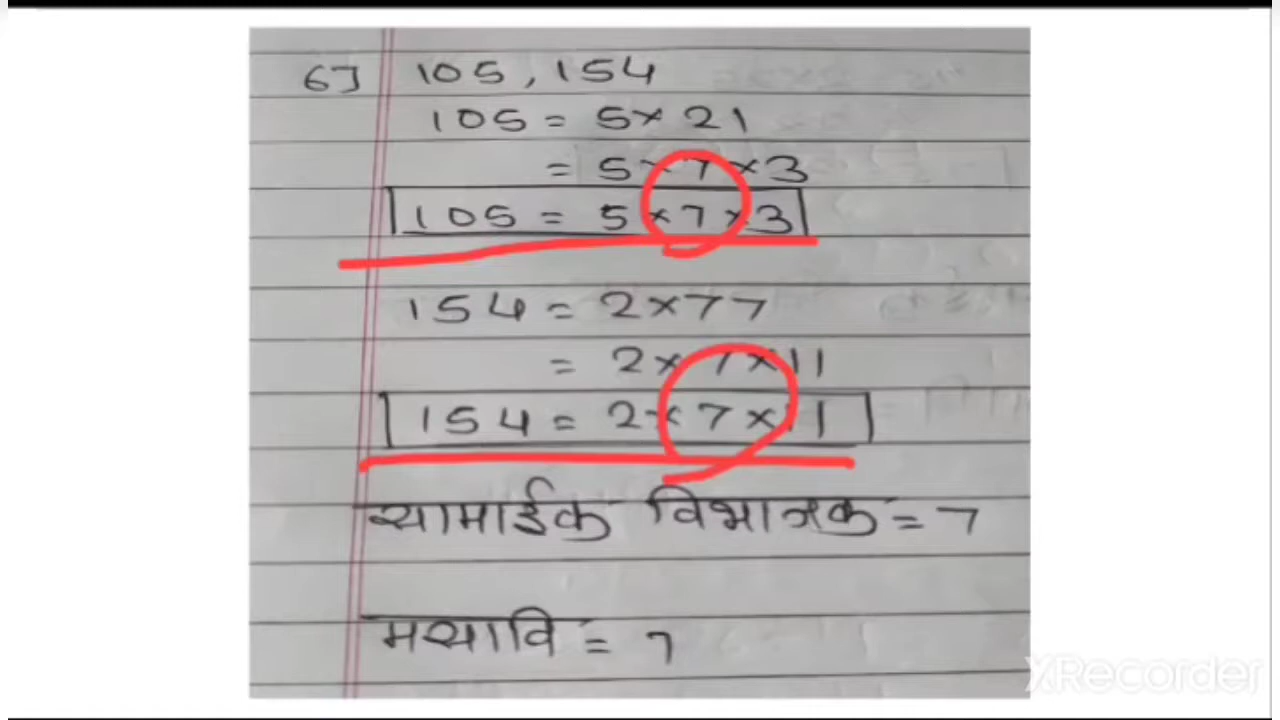 6] 105, 154
105 = 5×21
= 5×7×3
105 = 5×7×3
154 = 2×77
= 2×7×11
154 = 2×7×11
सामाईक विभाजक = 7
मसावि = 7
XRecorder